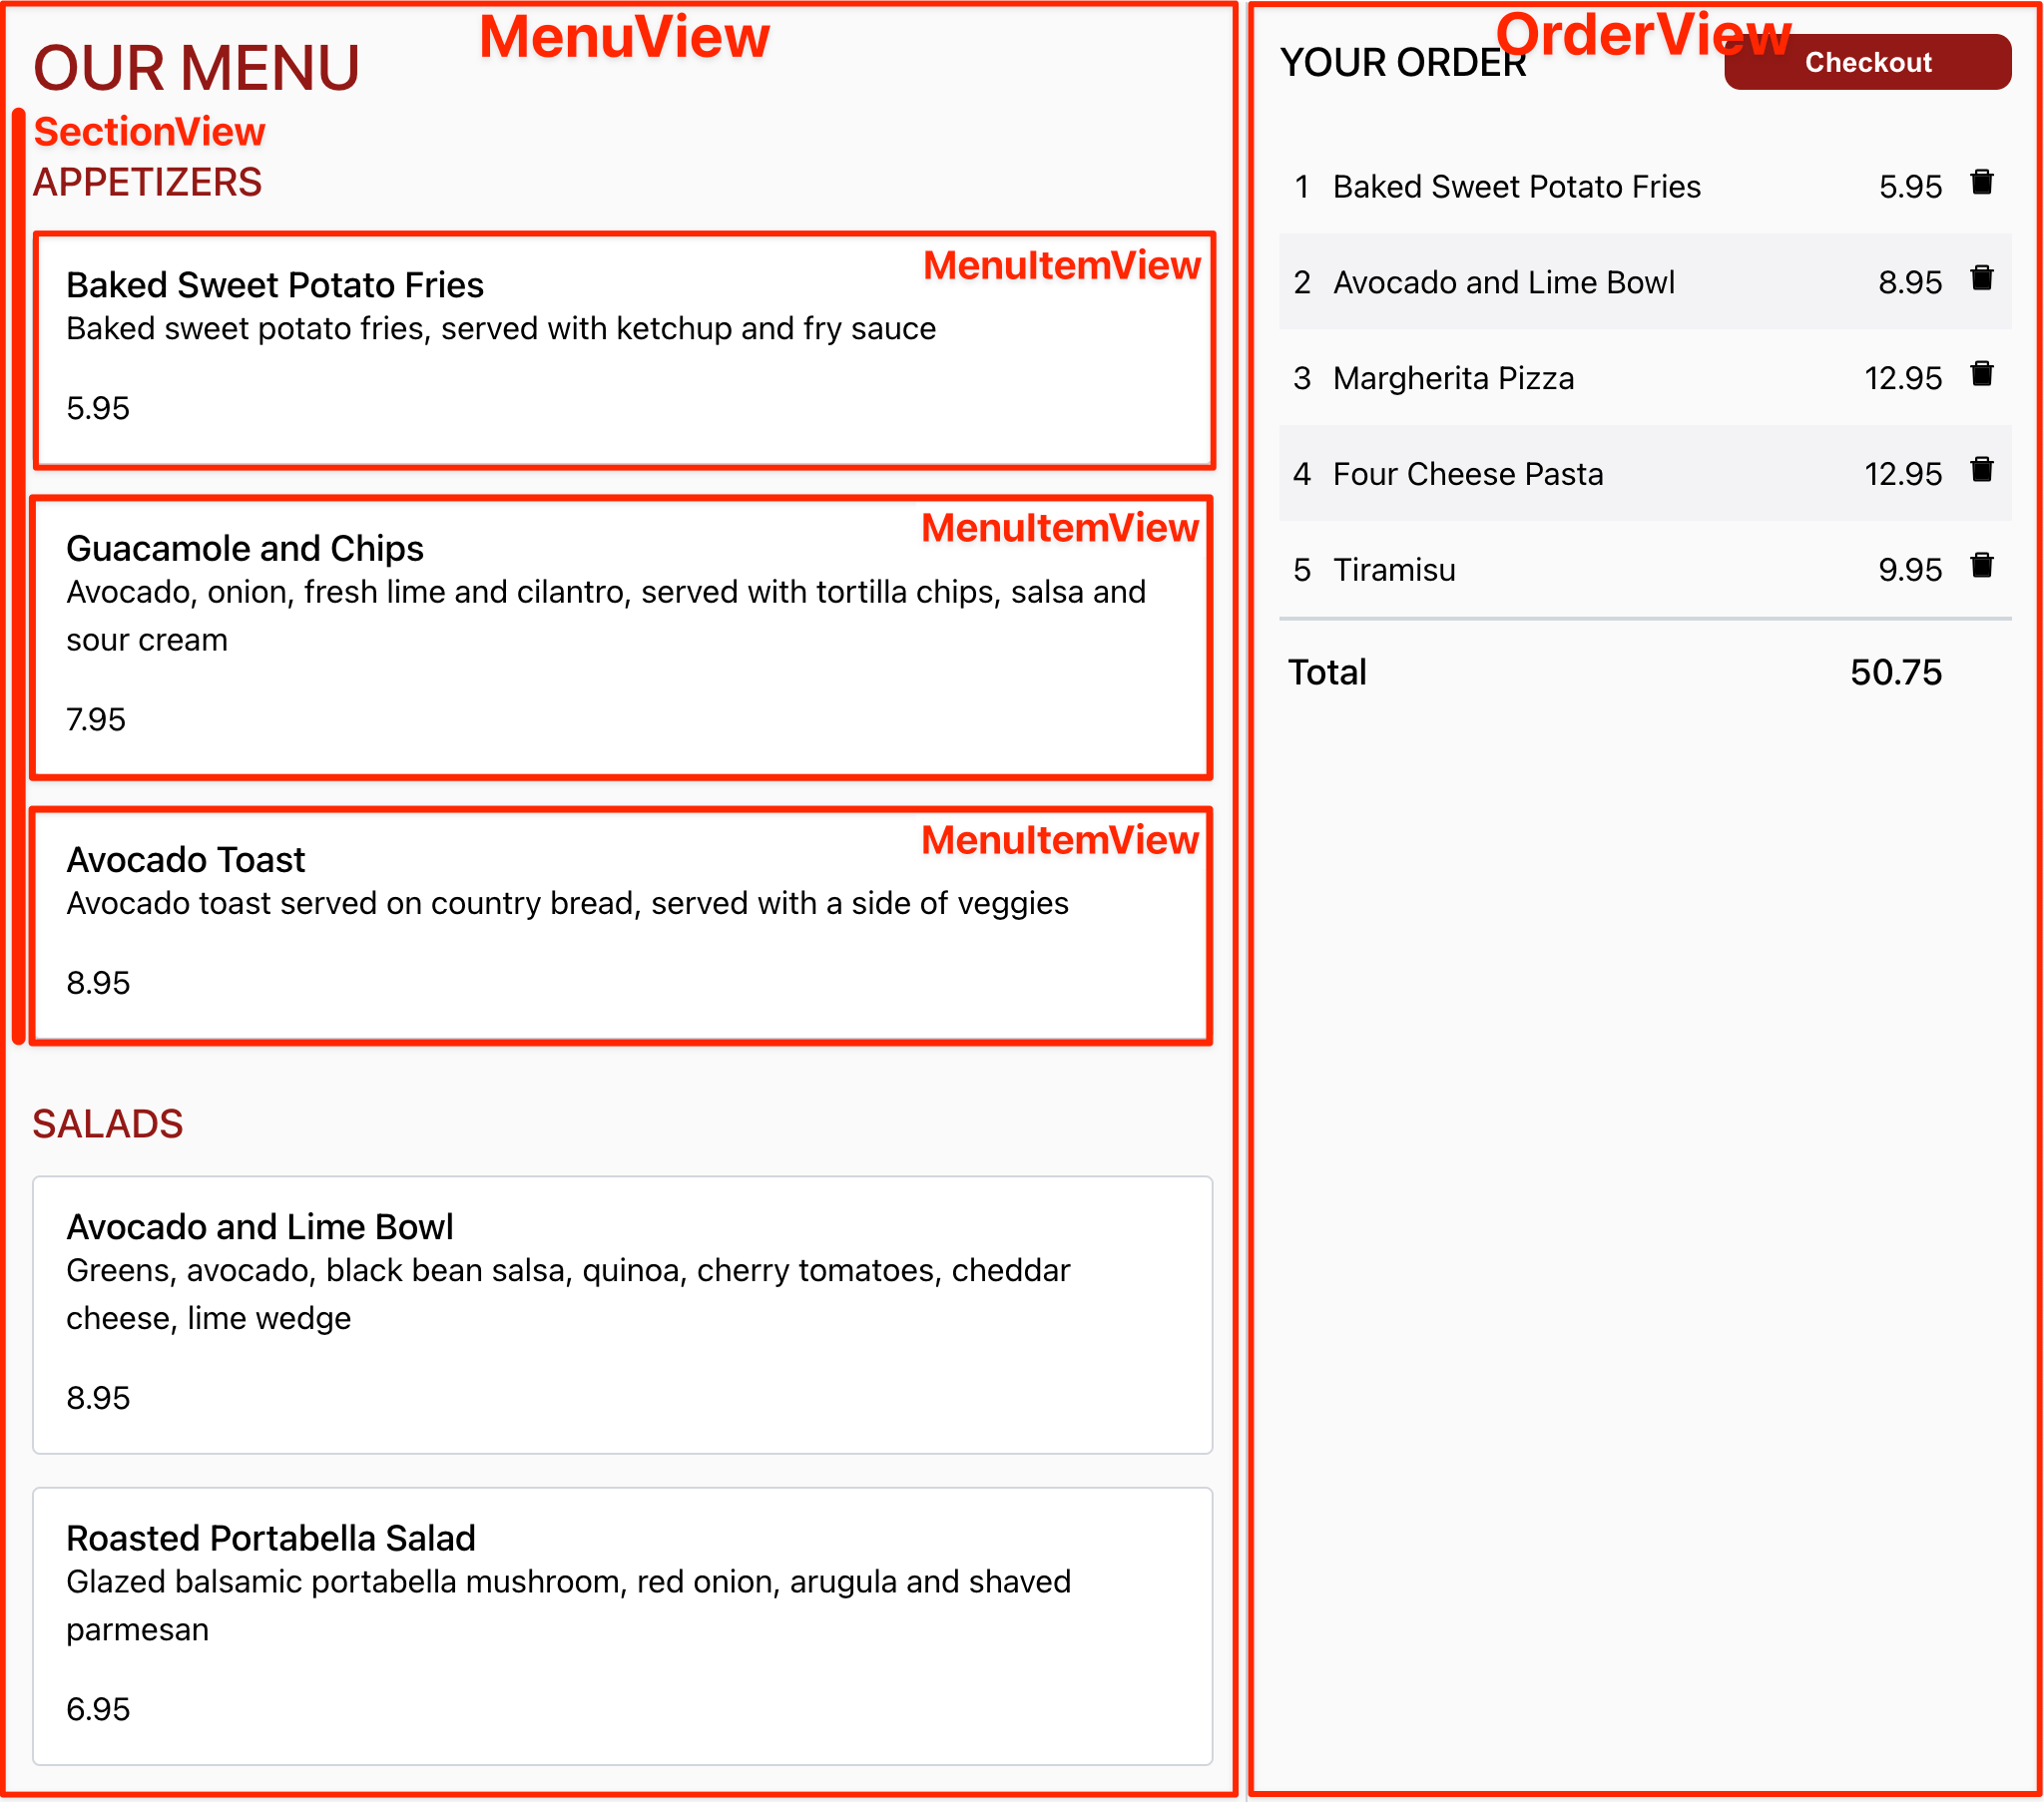 MenuView
OUR MENU
SectionView
APPETIZERS
MenuItemView
Baked Sweet Potato Fries
Baked sweet potato fries, served with ketchup and fry sauce
5.95
MenuItemView
Guacamole and Chips
Avocado, onion, fresh lime and cilantro, served with tortilla chips, salsa and
sour cream
7.95
MenuItemView
Avocado Toast
Avocado toast served on country bread, served with a side of veggies
8.95
SALADS
Avocado and Lime Bowl
Greens, avocado, black bean salsa, quinoa, cherry tomatoes, cheddar
cheese, lime wedge
8.95
Roasted Portabella Salad
Glazed balsamic portabella mushroom, red onion, arugula and shaved
parmesan
6.95
OrderView
YOUR ORDER
Checkout
1 Baked Sweet Potato Fries 5.95
2 Avocado and Lime Bowl 8.95
3 Margherita Pizza 12.95
4 Four Cheese Pasta 12.95
5 Tiramisu 9.95
Total 50.75